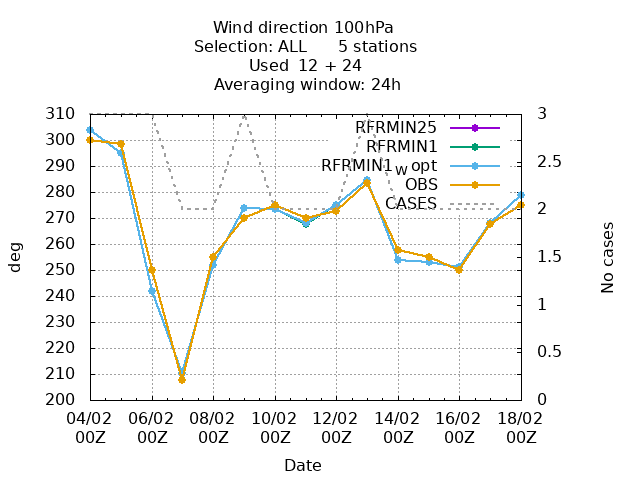 Wind direction 100hPa
Selection: ALL      5 stations
Used  12 + 24
Averaging window: 24h
310
300
290
280
270
260
250
240
230
220
210
200
deg
3
2.5
2
1.5
1
0.5
0
No cases
RFRMIN25
RFRMIN1
RFRMIN1_w opt
OBS
CASES
04/02 06/02 08/02 10/02 12/02 14/02 16/02 18/02
00Z 00Z 00Z 00Z 00Z 00Z 00Z 00Z
Date